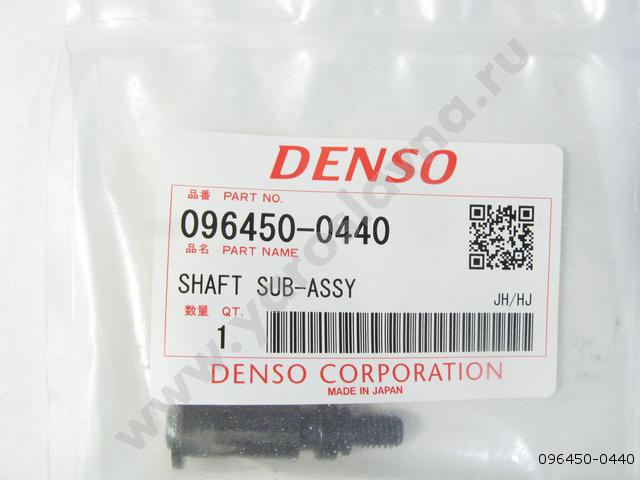 DENSO
品番 PART NO.
096450-0440
品名 PART NAME
SHAFT SUB-ASSY
JH/HJ
数量 QT.
1
DENSO CORPORATION
MADE IN JAPAN
www.yaroslavna.ru
096450-0440